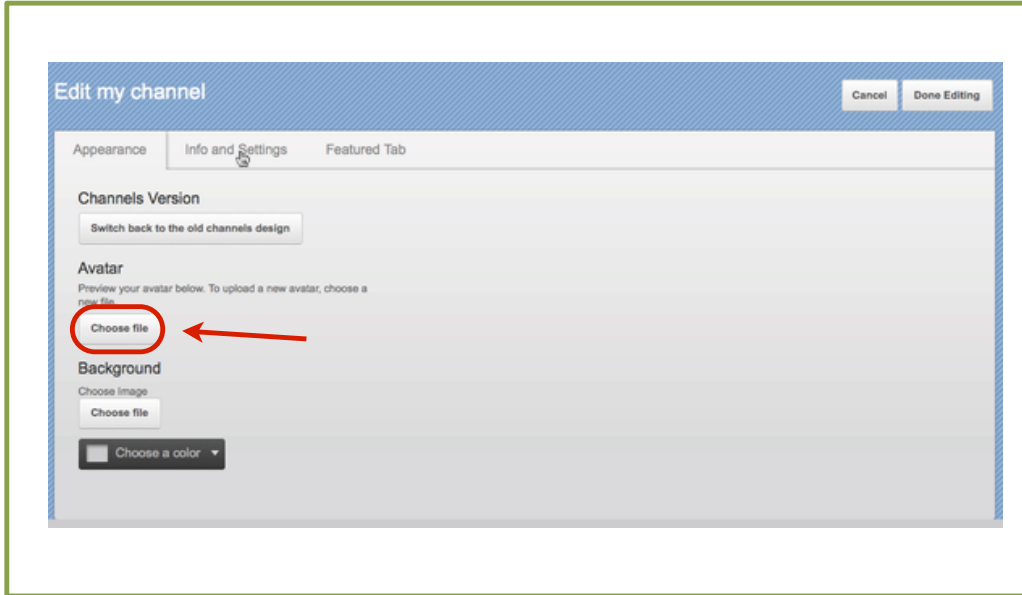 Edit my channel
Cancel
Done Editing
Appearance
Info and Settings
Featured Tab
Channels Version
Switch back to the old channels design
Avatar
Preview your avatar below. To upload a new avatar, choose a
new file.
Choose file
Background
Choose Image
Choose file
Choose a color